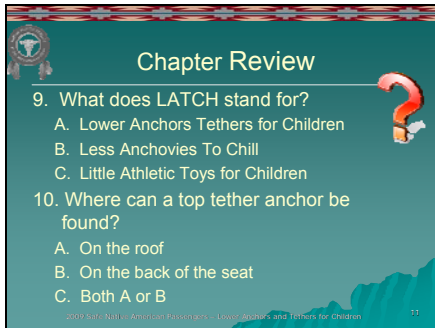 Chapter Review
9. What does LATCH stand for?
A. Lower Anchors Tethers for Children
B. Less Anchovies To Chill
C. Little Athletic Toys for Children
10. Where can a top tether anchor be
found?
A. On the roof
B. On the back of the seat
C. Both A or B
2009 Safe Native American Passengers - Lower Anchors and Tethers for Children